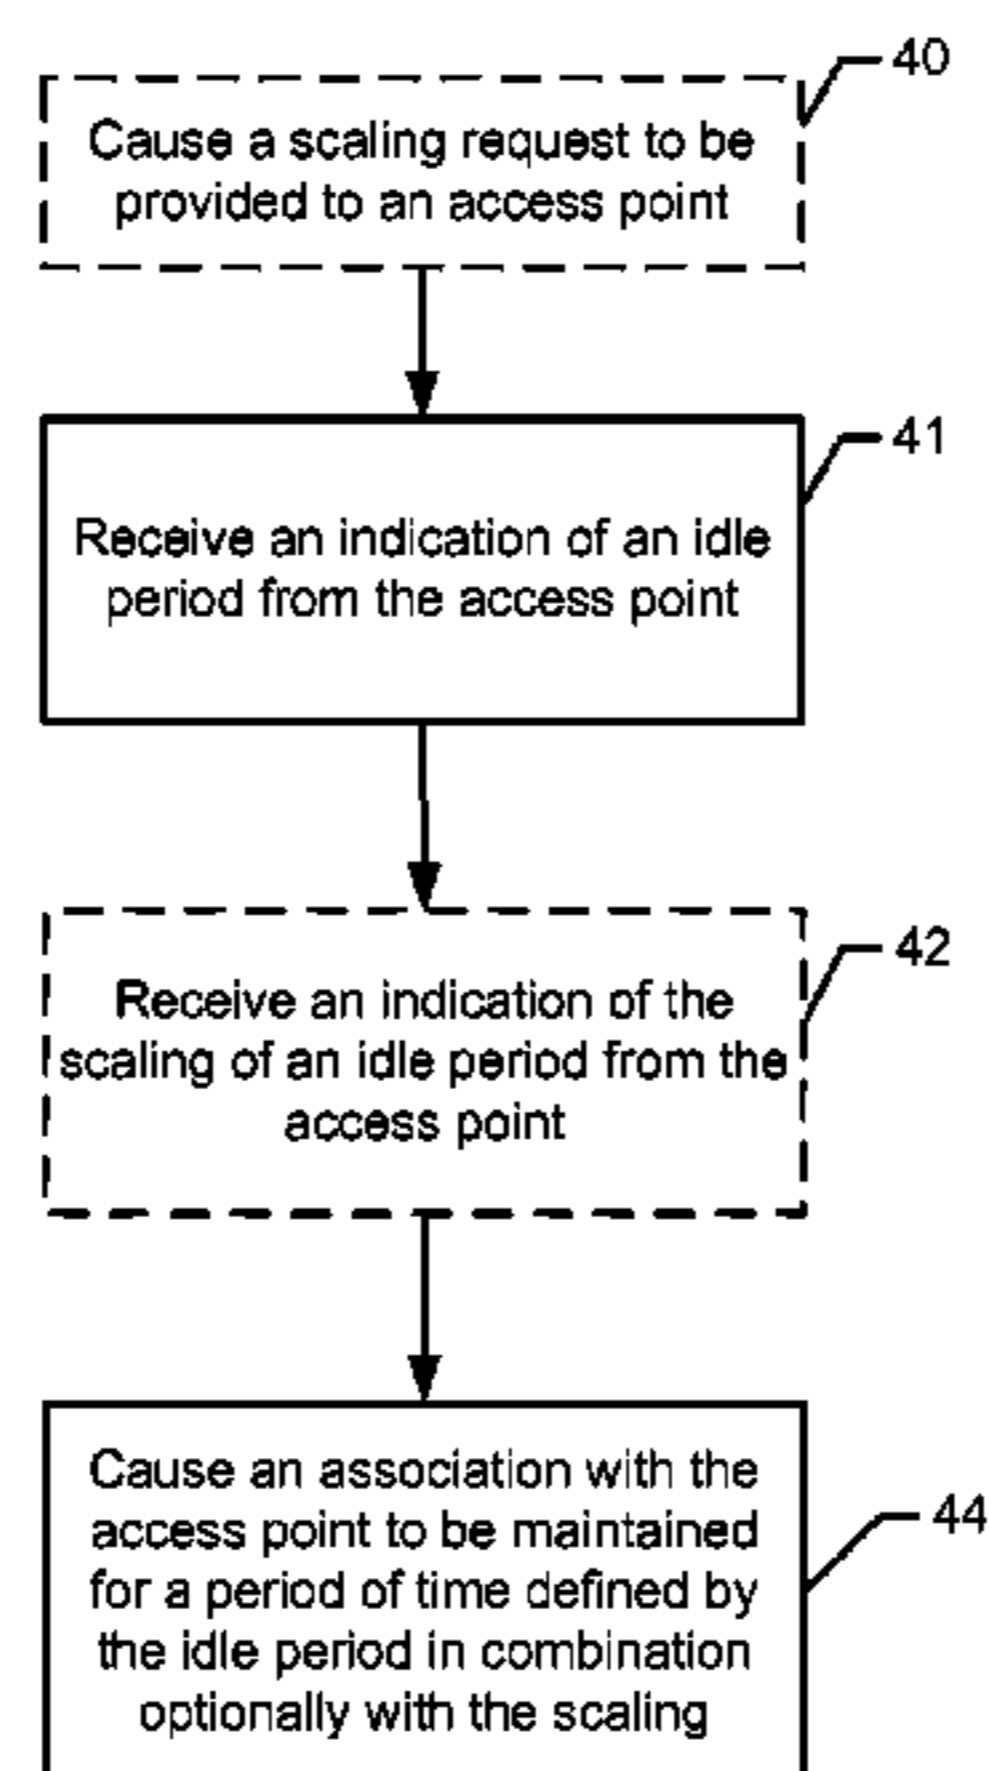 40
Cause a scaling request to be
provided to an access point
41
Receive an indication of an idle
period from the access point
42
Receive an indication of the
scaling of an idle period from the
access point
44
Cause an association with the
access point to be maintained
for a period of time defined by
the idle period in combination
optionally with the scaling